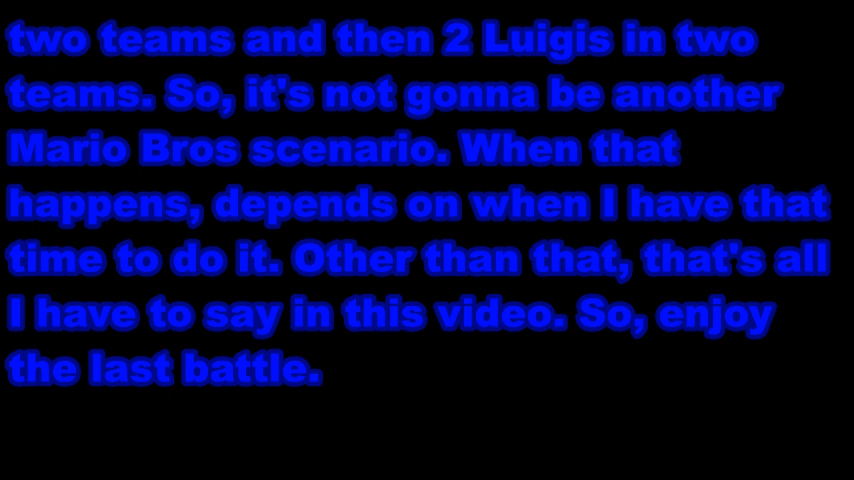 two teams and then 2 Luigis in two
teams. So, it's not gonna be another
Mario Bros scenario. When that
happens, depends on when I have that
time to do it. Other than that, that's all
I have to say in this video. So, enjoy
the last battle.